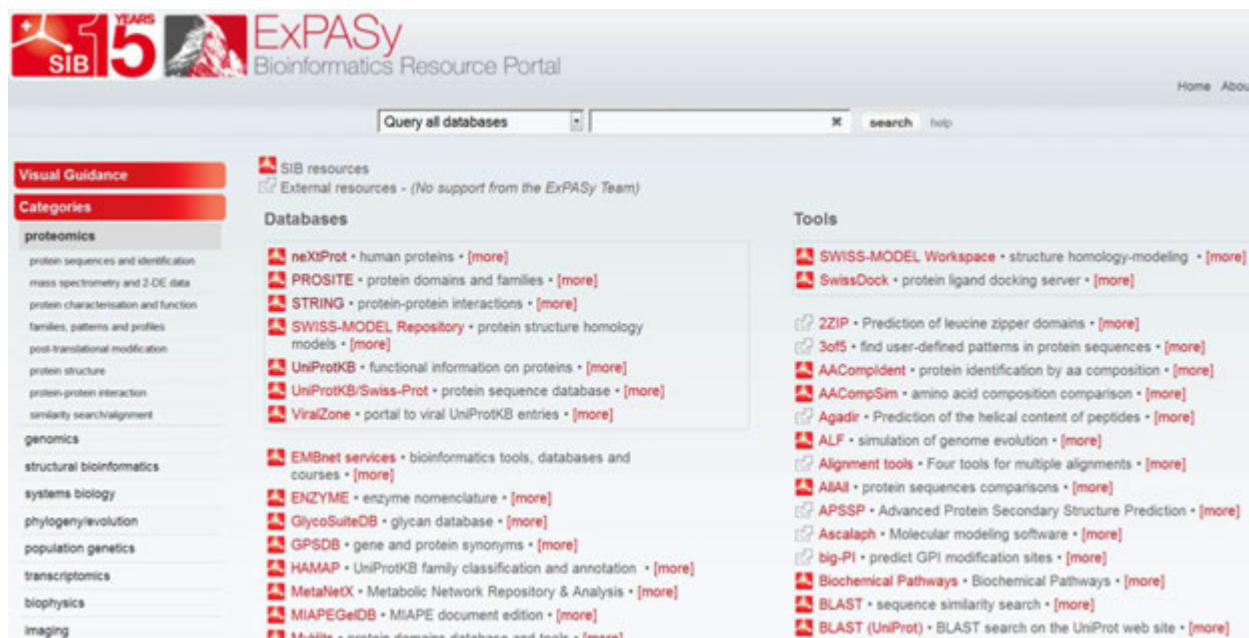 SIB 15 YEARS
ExPASy
Bioinformatics Resource Portal
Home Abou
Query all databases
search help
Visual Guidance
Categories
proteomics
protein sequences and identification
mass spectrometry and 2-DE data
protein characterisation and function
families, patterns and profiles
post-translational modification
protein structure
protein-protein interaction
similarity search/alignment
genomics
structural bioinformatics
systems biology
phylogeny/evolution
population genetics
transcriptomics
biophysics
imaging
SIB resources
External resources - (No support from the ExPASy Team)
Databases
neXtProt • human proteins • [more]
PROSITE • protein domains and families • [more]
STRING • protein-protein interactions • [more]
SWISS-MODEL Repository • protein structure homology
models • [more]
UniProtKB • functional information on proteins • [more]
UniProtKB/Swiss-Prot • protein sequence database • [more]
ViralZone • portal to viral UniProtKB entries • [more]
EMBnet services • bioinformatics tools, databases and
courses • [more]
ENZYME • enzyme nomenclature • [more]
GlycoSuiteDB • glycan database • [more]
GPSDB • gene and protein synonyms • [more]
HAMAP • UniProtKB family classification and annotation • [more]
MetaNetX • Metabolic Network Repository & Analysis • [more]
MIAPEGelDB • MIAPE document edition • [more]
MyHits • protein domains database and tools • [more]
Tools
SWISS-MODEL Workspace • structure homology-modeling • [more]
SwissDock • protein ligand docking server • [more]
2ZIP • Prediction of leucine zipper domains • [more]
3of5 • find user-defined patterns in protein sequences • [more]
AACompIdent • protein identification by aa composition • [more]
AACompSim • amino acid composition comparison • [more]
Agadir • Prediction of the helical content of peptides • [more]
ALF • simulation of genome evolution • [more]
Alignment tools • Four tools for multiple alignments • [more]
AllAll • protein sequences comparisons • [more]
APSSP • Advanced Protein Secondary Structure Prediction • [more]
Ascalaph • Molecular modeling software • [more]
big-PI • predict GPI modification sites • [more]
Biochemical Pathways • Biochemical Pathways • [more]
BLAST • sequence similarity search • [more]
BLAST (UniProt) • BLAST search on the UniProt web site • [more]